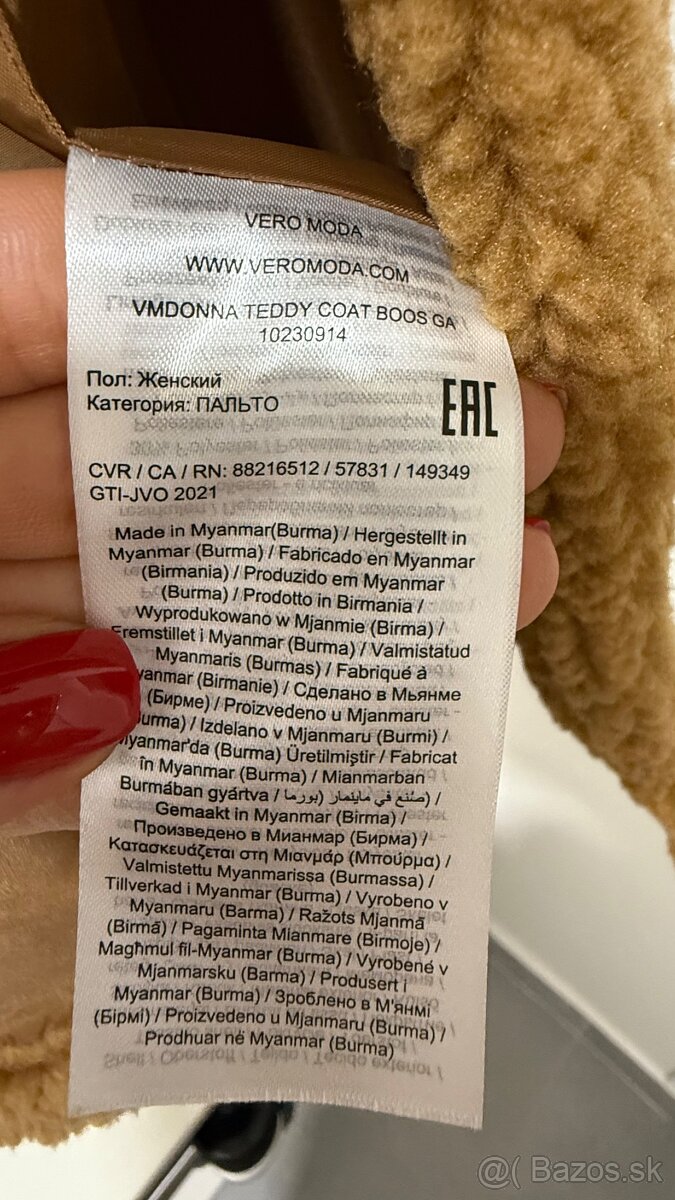 VERO MODA
WWW.VEROMODA.COM
VMDONNA TEDDY COAT BOOS GA
10230914
Пол: Женский
Категория: ПАЛЬТО
EAC
CVR / CA / RN: 88216512 / 57831 / 149349
GTI-JVO 2021
Made in Myanmar(Burma) / Hergestellt in
Myanmar (Burma) / Fabricado en Myanmar
(Birmania) / Produzido em Myanmar
(Burma) / Prodotto in Birmania /
Wyprodukowano w Mjanmie (Birma) /
Fremstillet i Myanmar (Burma) / Valmistatud
Myanmaris (Burmas) / Fabriqué à
yanmar (Birmanie) / Сделано в Мьянме
(Бирме) / Proizvedeno u Mjanmaru
urma) / Izdelano v Mjanmaru (Burmi) /
yanmar'da (Burma) Üretilmiştir / Fabricat
în Myanmar (Burma) / Mianmarban
Burmában gyártva / صُنع في مايتمار (بورما) /
Gemaakt in Myanmar (Birma) /
Произведено в Мианмар (Бирма) /
Κατασκευάζεται στη Μιανμάρ (Μπούρμα) /
Valmistettu Myanmarissa (Burmassa) /
Tillverkad i Myanmar (Burma) / Vyrobeno v
Myanmaru (Barma) / Ražots Mjanmā
(Birmā) / Pagaminta Mianmare (Birmoje) /
Magħmul fil-Myanmar (Burma) / Vyrobené v
Mjanmarsku (Barma) / Produsert i
Myanmar (Burma) / Зроблено в М'янмі
(Бірмі) / Proizvedeno u Mjanmaru (Burma) /
Prodhuar në Myanmar (Burma)
@( Bazos.sk